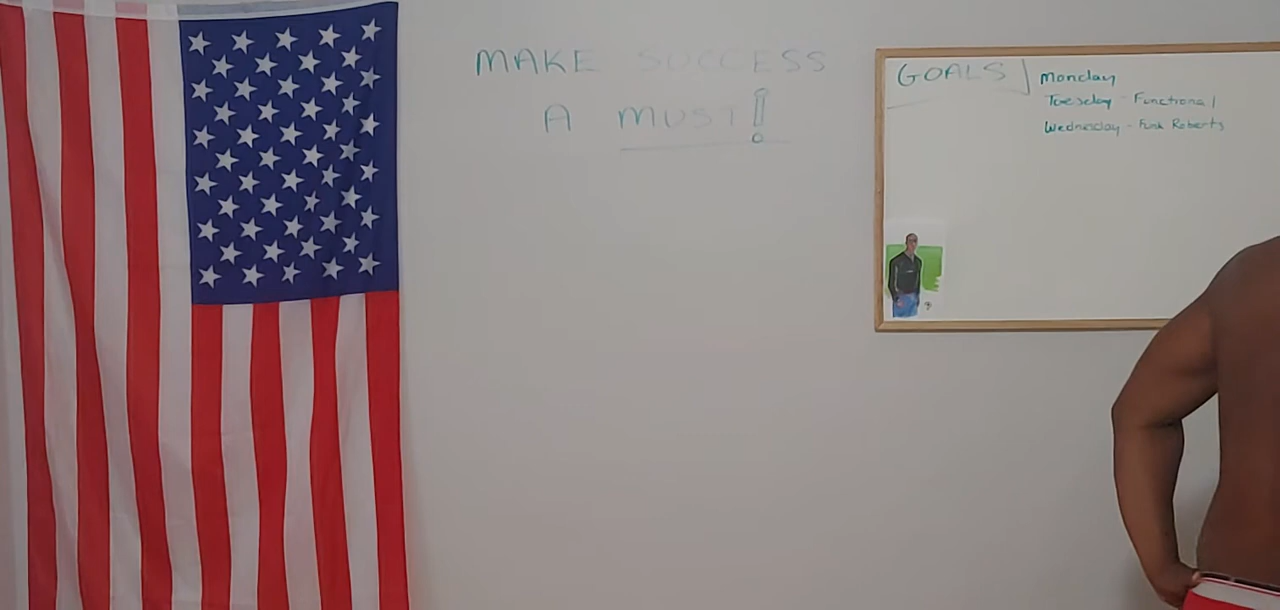 MAKE SUCCESS
A MUST!
GOALS
Monday
Tuesday - Functional
Wednesday - Funk Roberts